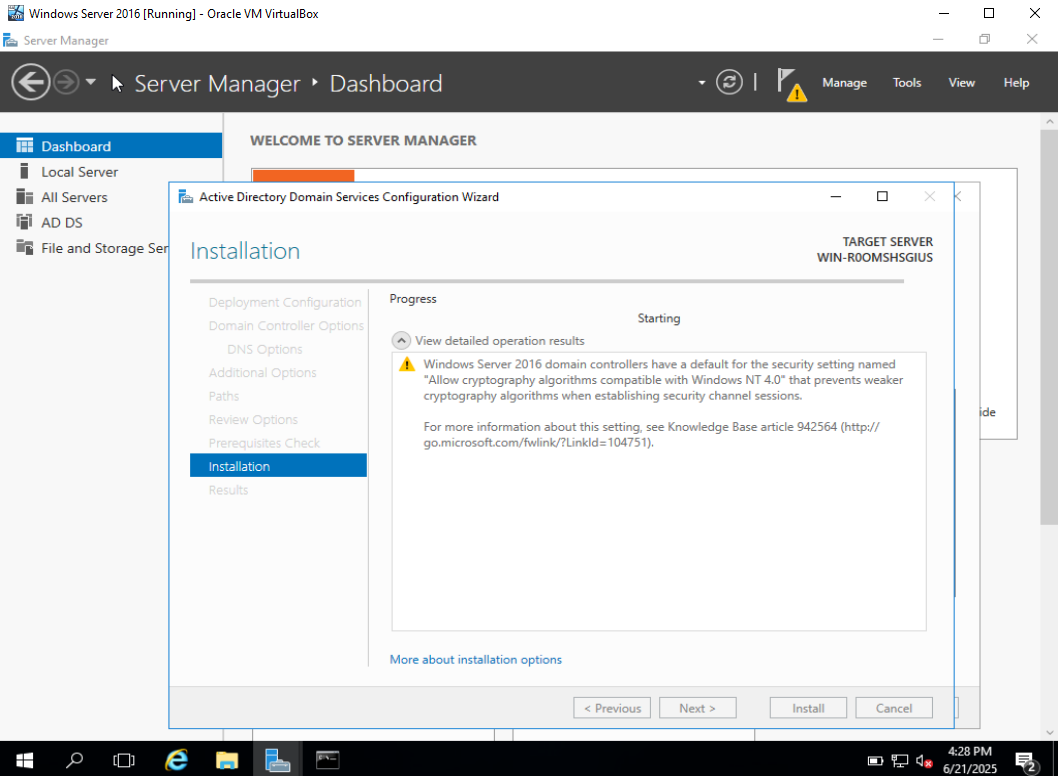 Windows Server 2016 [Running] - Oracle VM VirtualBox
Server Manager
Server Manager ‣ Dashboard
Manage
Tools
View
Help
Dashboard
Local Server
All Servers
AD DS
File and Storage Ser
WELCOME TO SERVER MANAGER
Active Directory Domain Services Configuration Wizard
Installation
TARGET SERVER
WIN-R0OMSHSGIUS
Deployment Configuration
Domain Controller Options
DNS Options
Additional Options
Paths
Review Options
Prerequisites Check
Installation
Results
Progress
Starting
View detailed operation results
Windows Server 2016 domain controllers have a default for the security setting named
"Allow cryptography algorithms compatible with Windows NT 4.0" that prevents weaker
cryptography algorithms when establishing security channel sessions.
For more information about this setting, see Knowledge Base article 942564 (http://
go.microsoft.com/fwlink/?LinkId=104751).
ide
More about installation options
< Previous
Next >
Install
Cancel
4:28 PM
6/21/2025
2